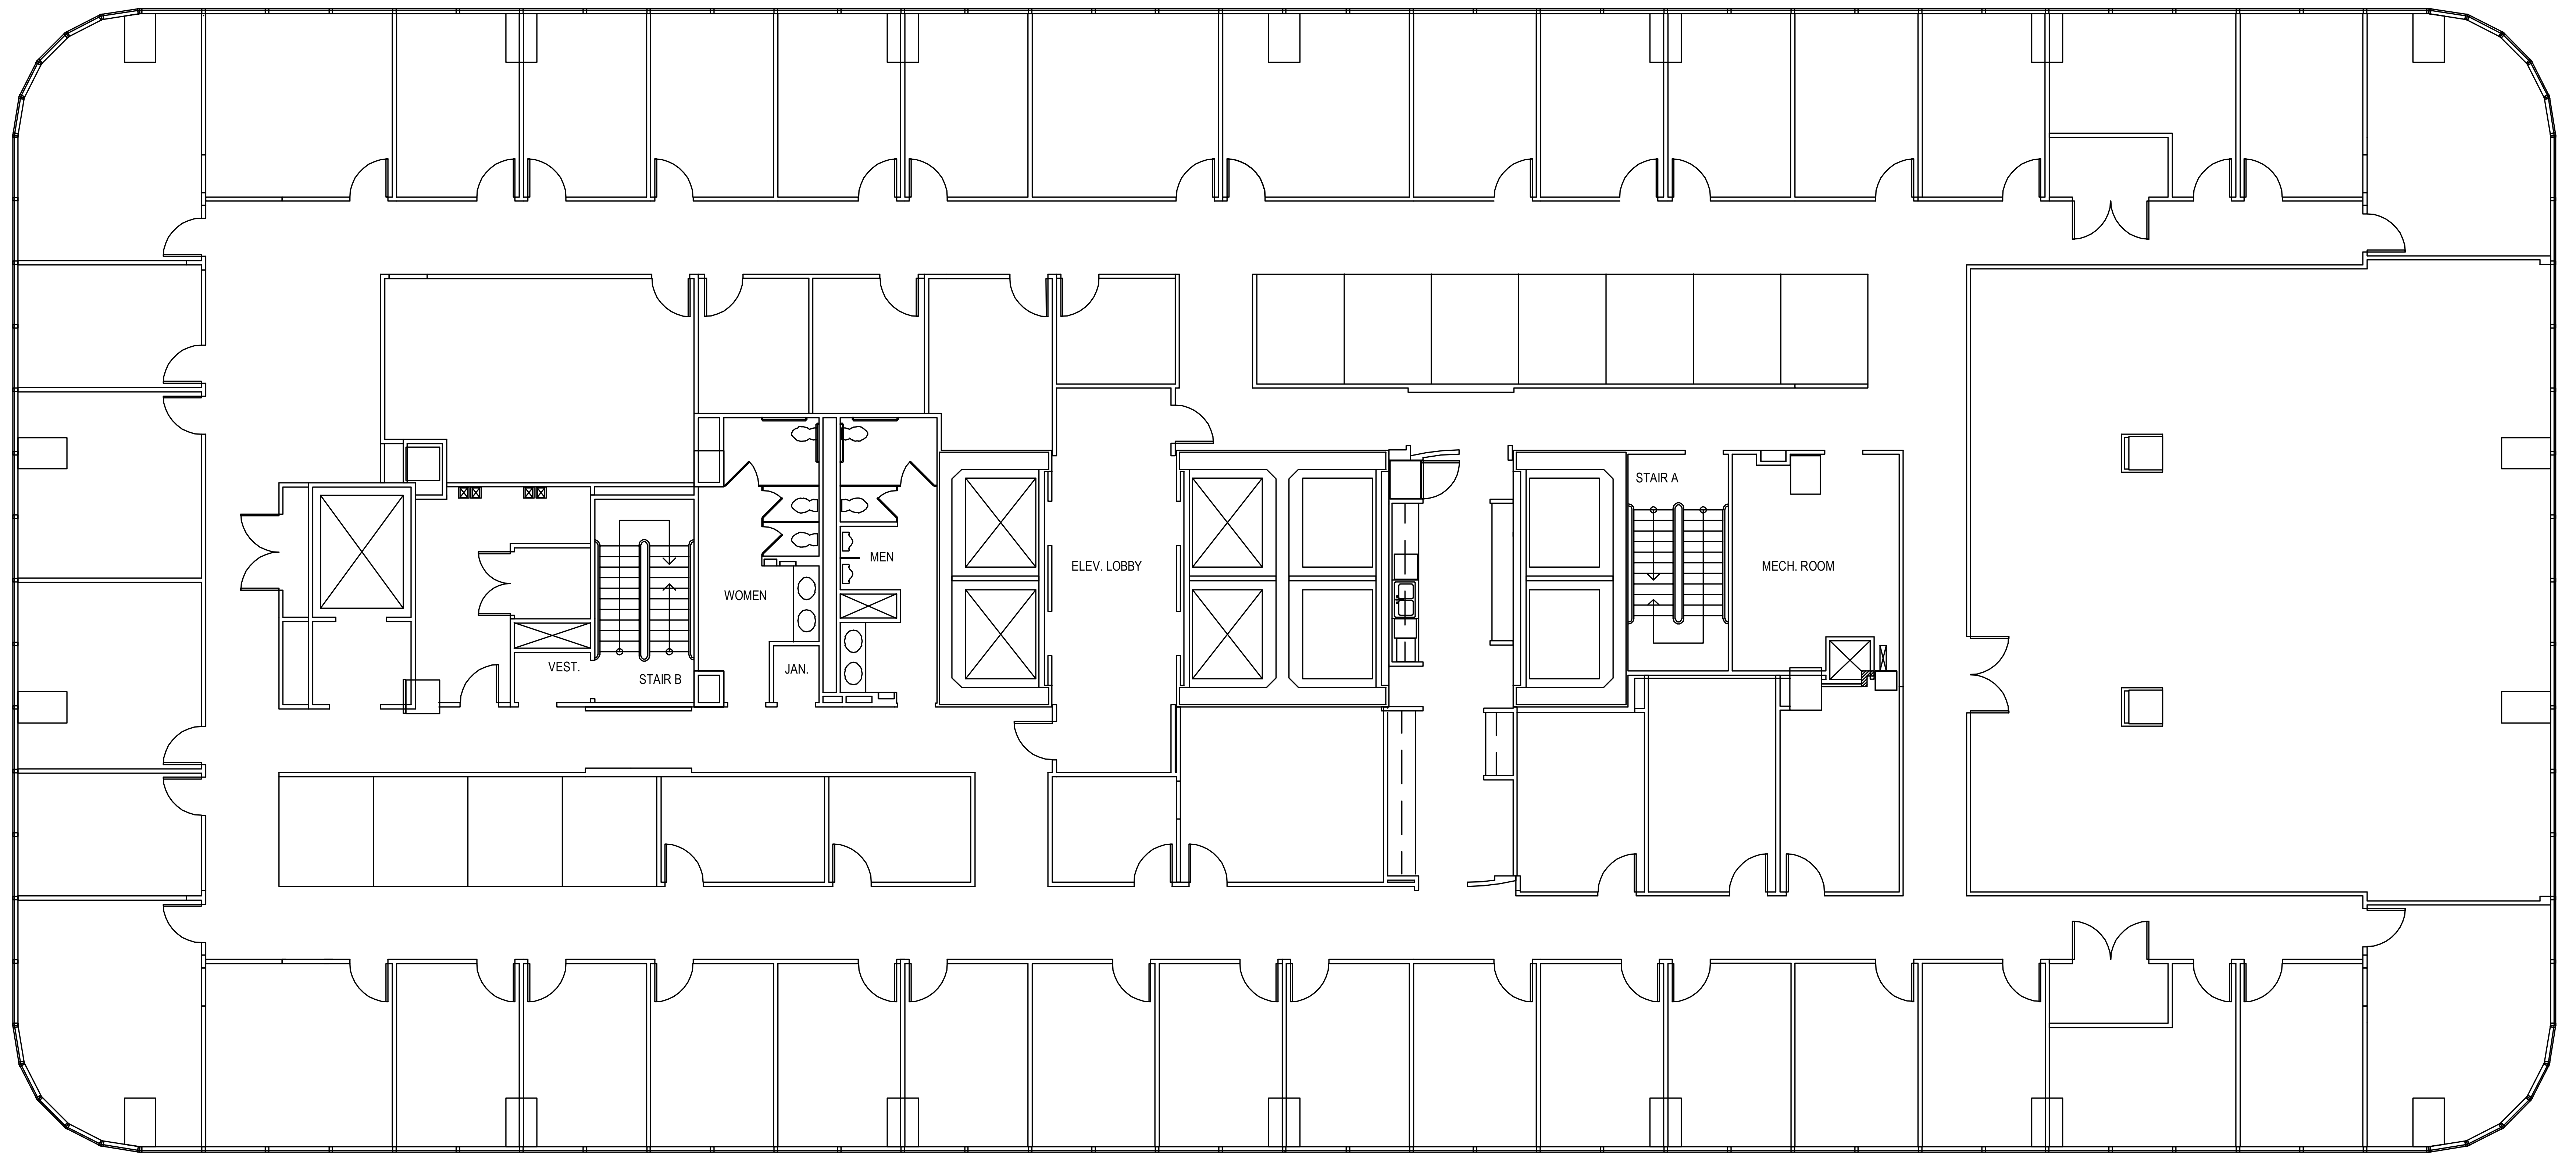 STAIR A
MEN
ELEV. LOBBY
MECH. ROOM
WOMEN
VEST.
JAN.
STAIR B